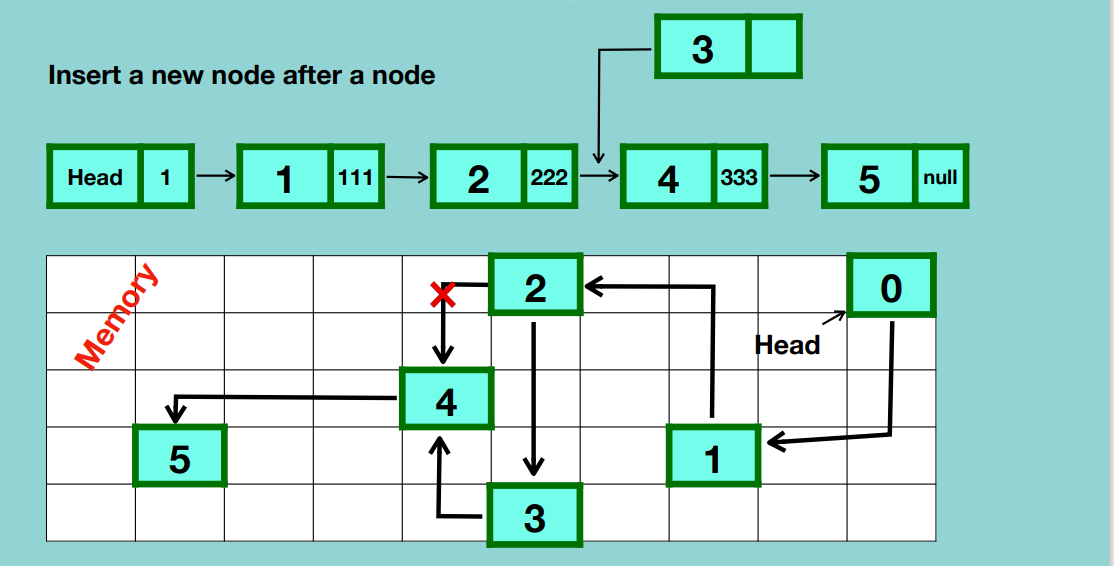 3
Insert a new node after a node
Head 1 1 111 2 222 4 333 5 null
Memory
2 0
Head
4
5 1
3